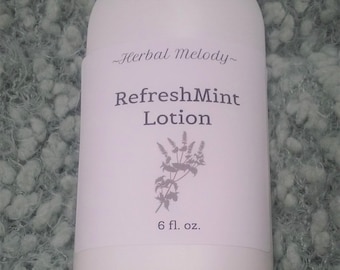 ~Herbal Melody~
RefreshMint
Lotion
6 fl. oz.